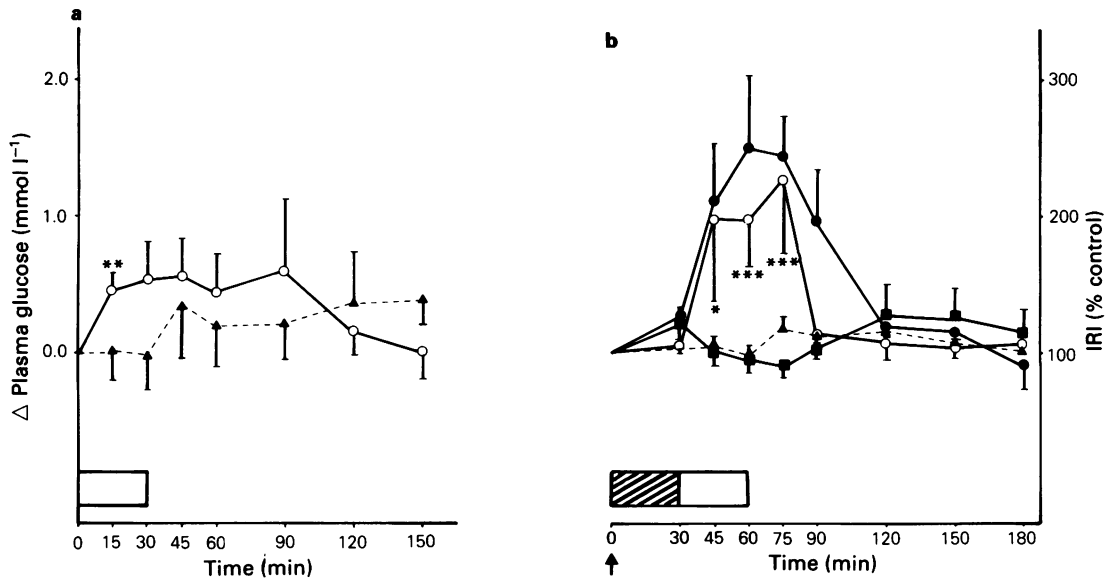 a
2.0
1.0
0.0
△ Plasma glucose (mmol l⁻¹)
**
0 15 30 45 60 90 120 150
Time (min)
b
300
200
100
IRI (% control)
*
***
***
0 30 45 60 75 90 120 150 180
Time (min)